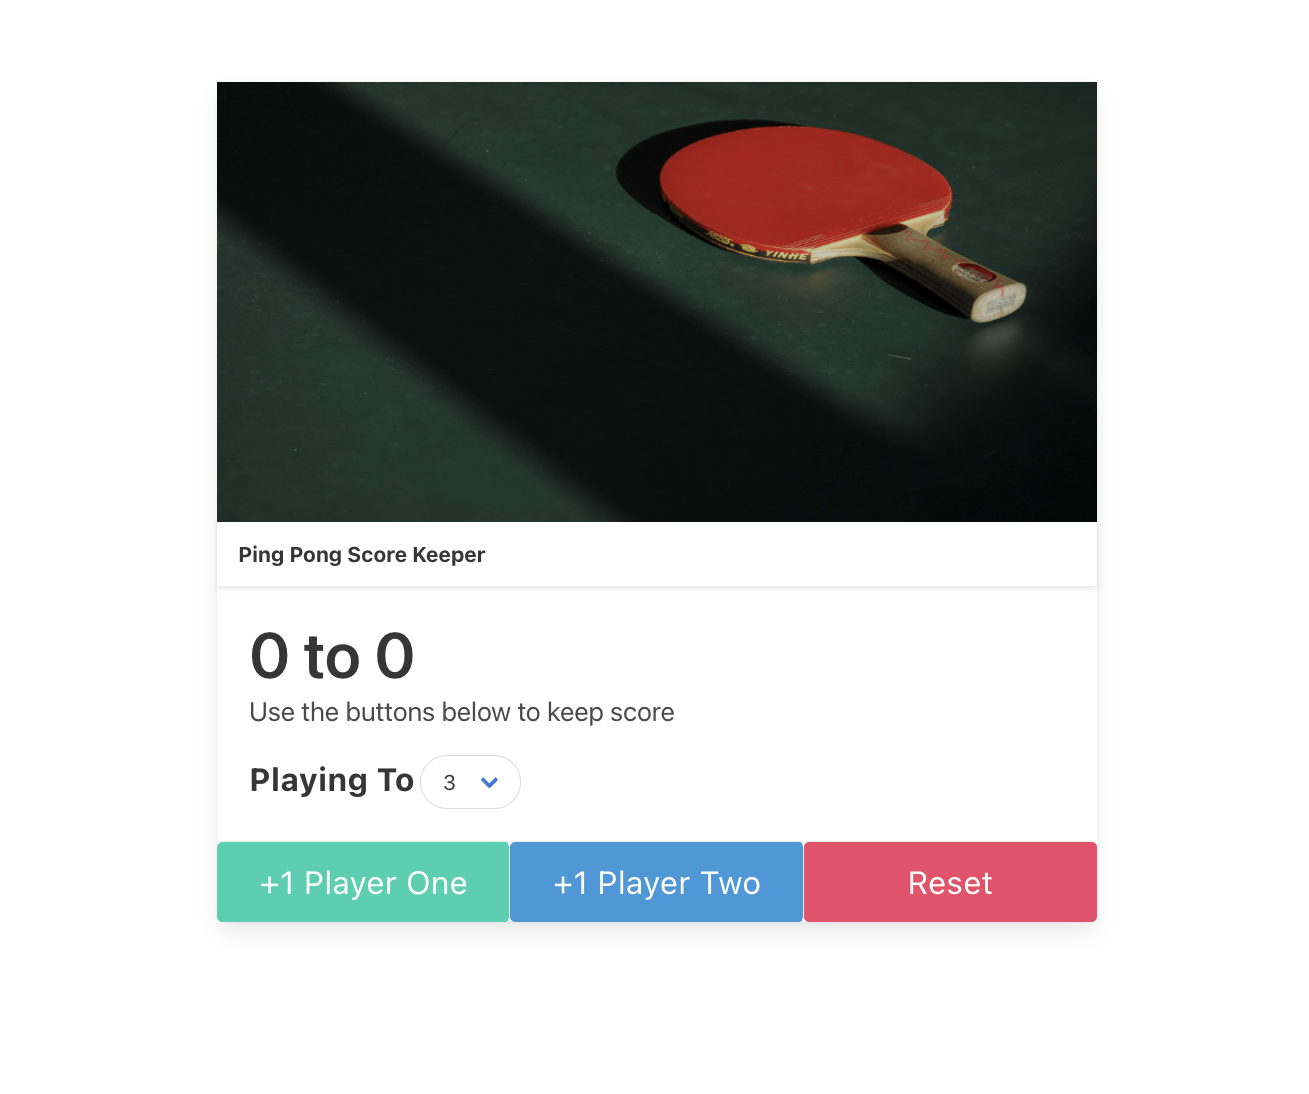 YINHE
Ping Pong Score Keeper
0 to 0
Use the buttons below to keep score
Playing To 3
+1 Player One +1 Player Two Reset